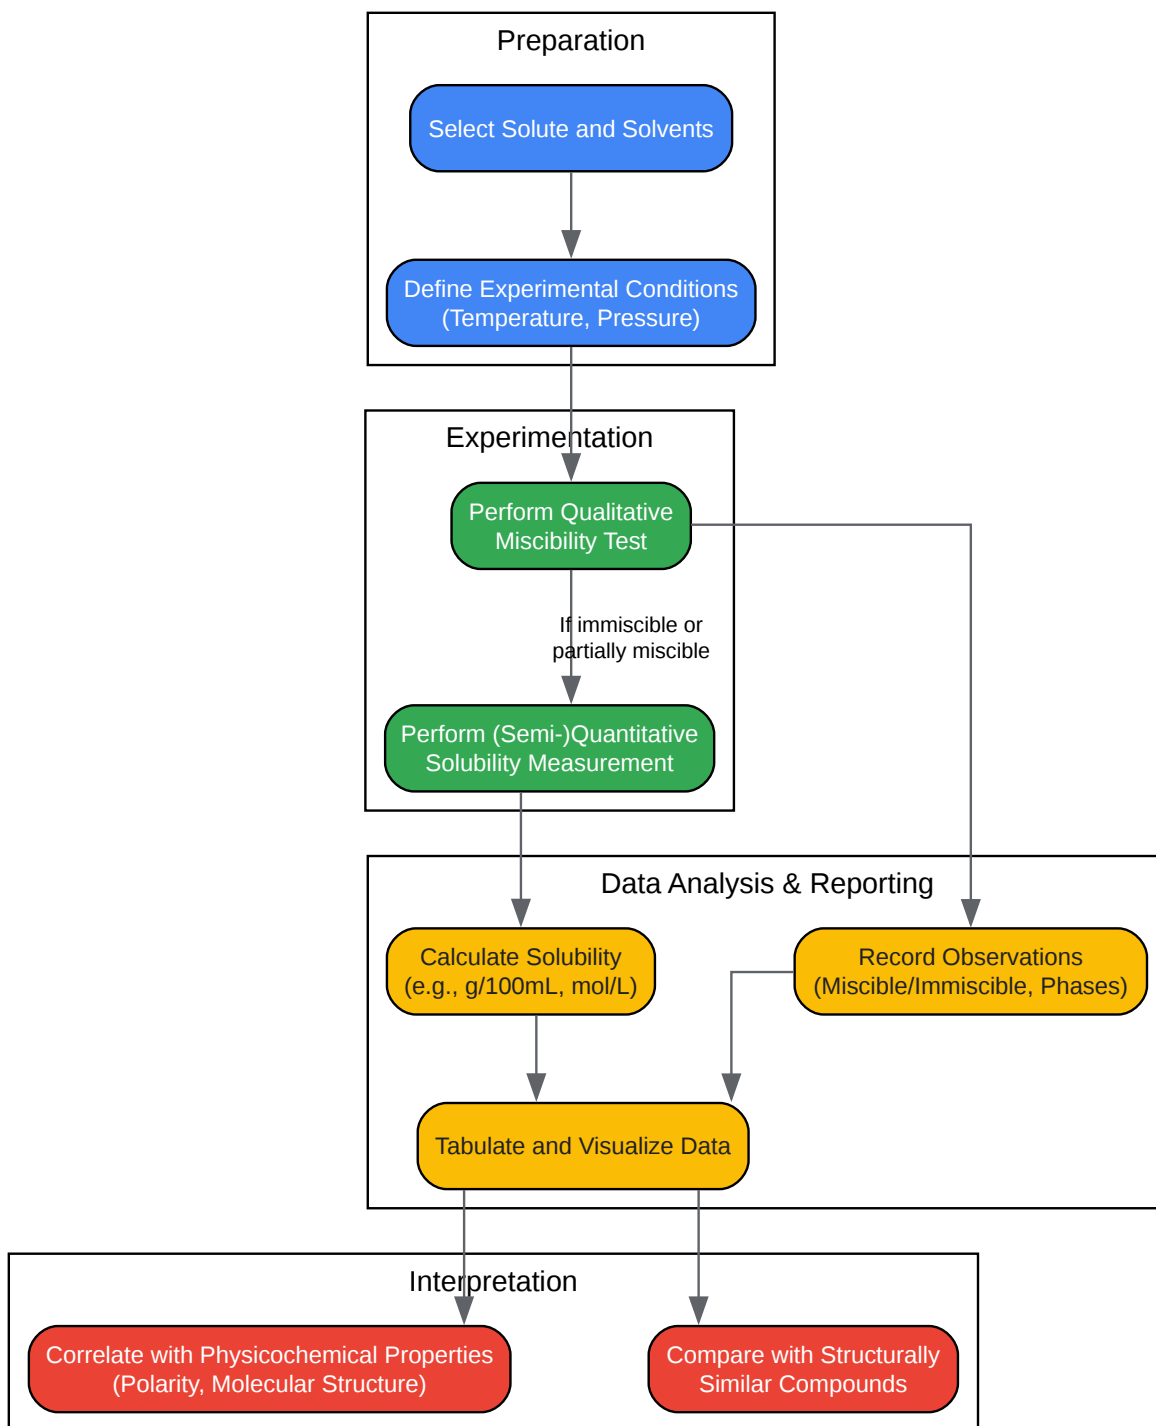 Preparation
Select Solute and Solvents
Define Experimental Conditions
(Temperature, Pressure)
Experimentation
Perform Qualitative
Miscibility Test
If immiscible or
partially miscible
Perform (Semi-)Quantitative
Solubility Measurement
Data Analysis & Reporting
Calculate Solubility
(e.g., g/100mL, mol/L)
Record Observations
(Miscible/Immiscible, Phases)
Tabulate and Visualize Data
Interpretation
Correlate with Physicochemical Properties
(Polarity, Molecular Structure)
Compare with Structurally
Similar Compounds